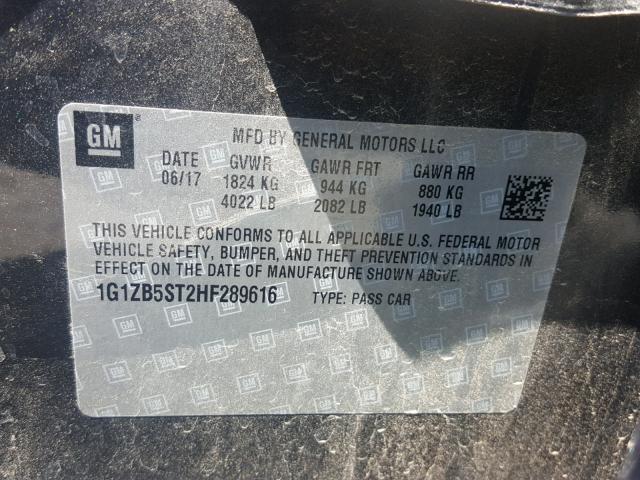 GM
MFD BY GENERAL MOTORS LLC
DATE GVWR GAWR FRT GAWR RR
06/17 1824 KG 944 KG 880 KG
4022 LB 2082 LB 1940 LB
THIS VEHICLE CONFORMS TO ALL APPLICABLE U.S. FEDERAL MOTOR
VEHICLE SAFETY, BUMPER, AND THEFT PREVENTION STANDARDS IN
EFFECT ON THE DATE OF MANUFACTURE SHOWN ABOVE.
1G1ZB5ST2HF289616 TYPE: PASS CAR